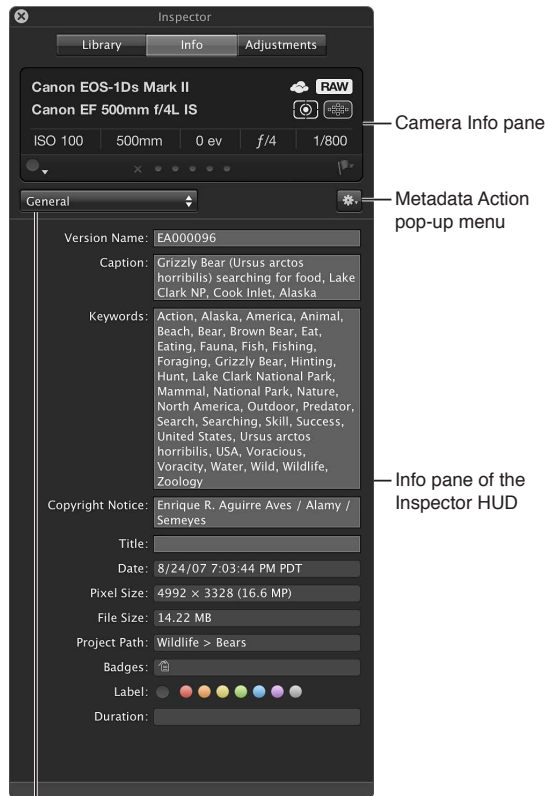 Inspector
Library Info Adjustments
Canon EOS-1Ds Mark II RAW
Canon EF 500mm f/4L IS
ISO 100 500mm 0 ev ƒ/4 1/800
Camera Info pane
General
Metadata Action
pop-up menu
Version Name: EA000096
Caption: Grizzly Bear (Ursus arctos
horribilis) searching for food, Lake
Clark NP, Cook Inlet, Alaska
Keywords: Action, Alaska, America, Animal,
Beach, Bear, Brown Bear, Eat,
Eating, Fauna, Fish, Fishing,
Foraging, Grizzly Bear, Hinting,
Hunt, Lake Clark National Park,
Mammal, National Park, Nature,
North America, Outdoor, Predator,
Search, Searching, Skill, Success,
United States, Ursus arctos
horribilis, USA, Voracious,
Voracity, Water, Wild, Wildlife,
Zoology
Info pane of the
Inspector HUD
Copyright Notice: Enrique R. Aguirre Aves / Alamy /
Semeyes
Title:
Date: 8/24/07 7:03:44 PM PDT
Pixel Size: 4992 × 3328 (16.6 MP)
File Size: 14.22 MB
Project Path: Wildlife > Bears
Badges:
Label:
Duration: